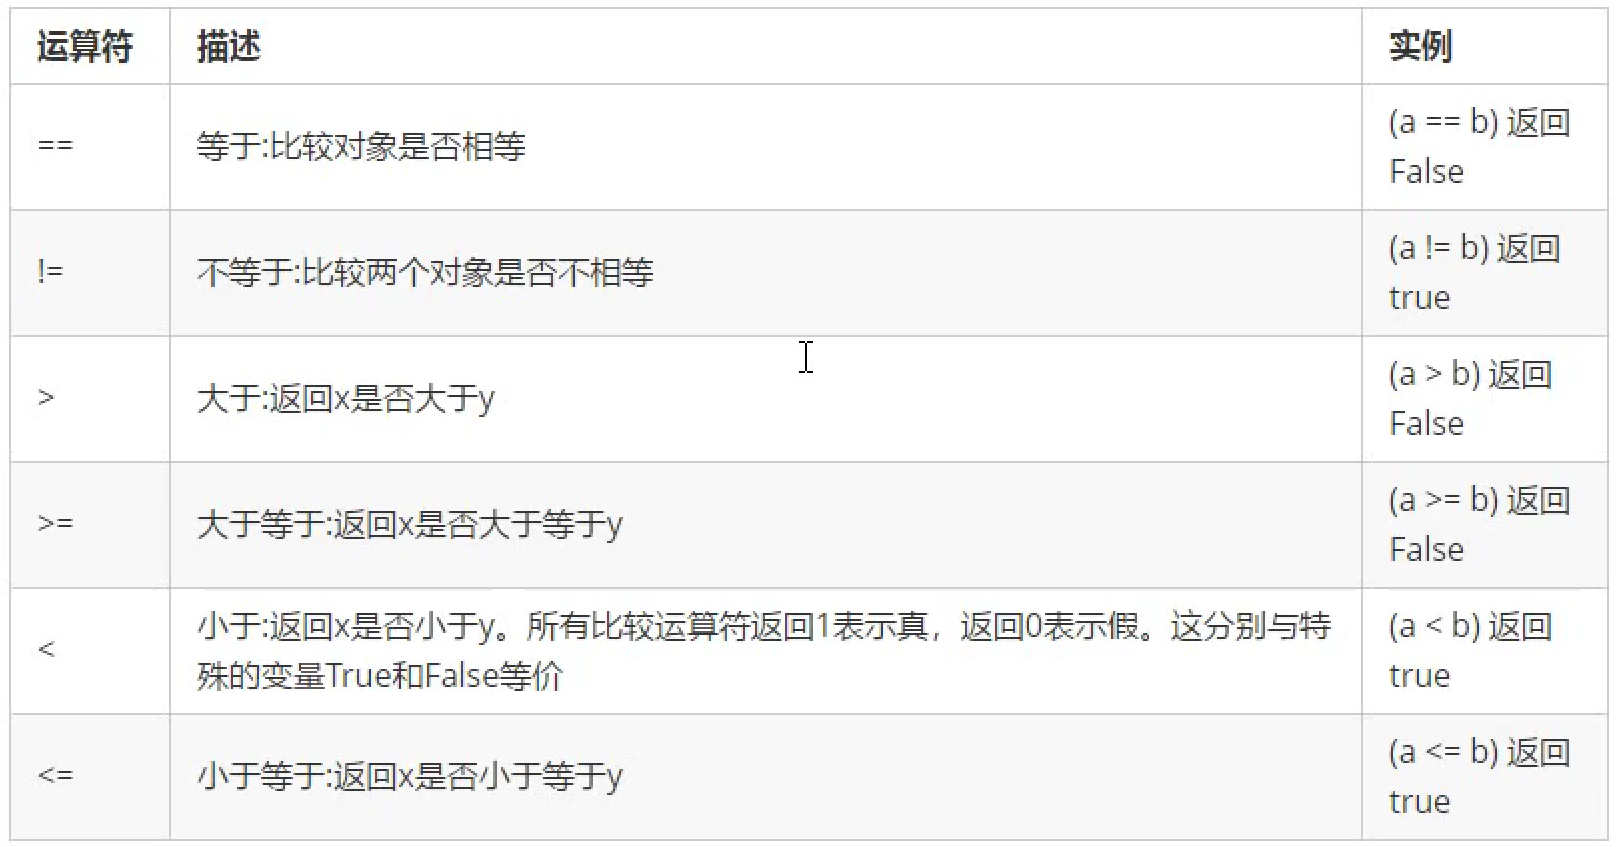 运算符 描述 实例
== 等于:比较对象是否相等 (a == b) 返回
False
!= 不等于:比较两个对象是否不相等 (a != b) 返回
true
> 大于:返回x是否大于y (a > b) 返回
False
>= 大于等于:返回x是否大于等于y (a >= b) 返回
False
< 小于:返回x是否小于y。所有比较运算符返回1表示真，返回0表示假。这分别与特 (a < b) 返回
殊的变量True和False等价 true
<= 小于等于:返回x是否小于等于y (a <= b) 返回
true